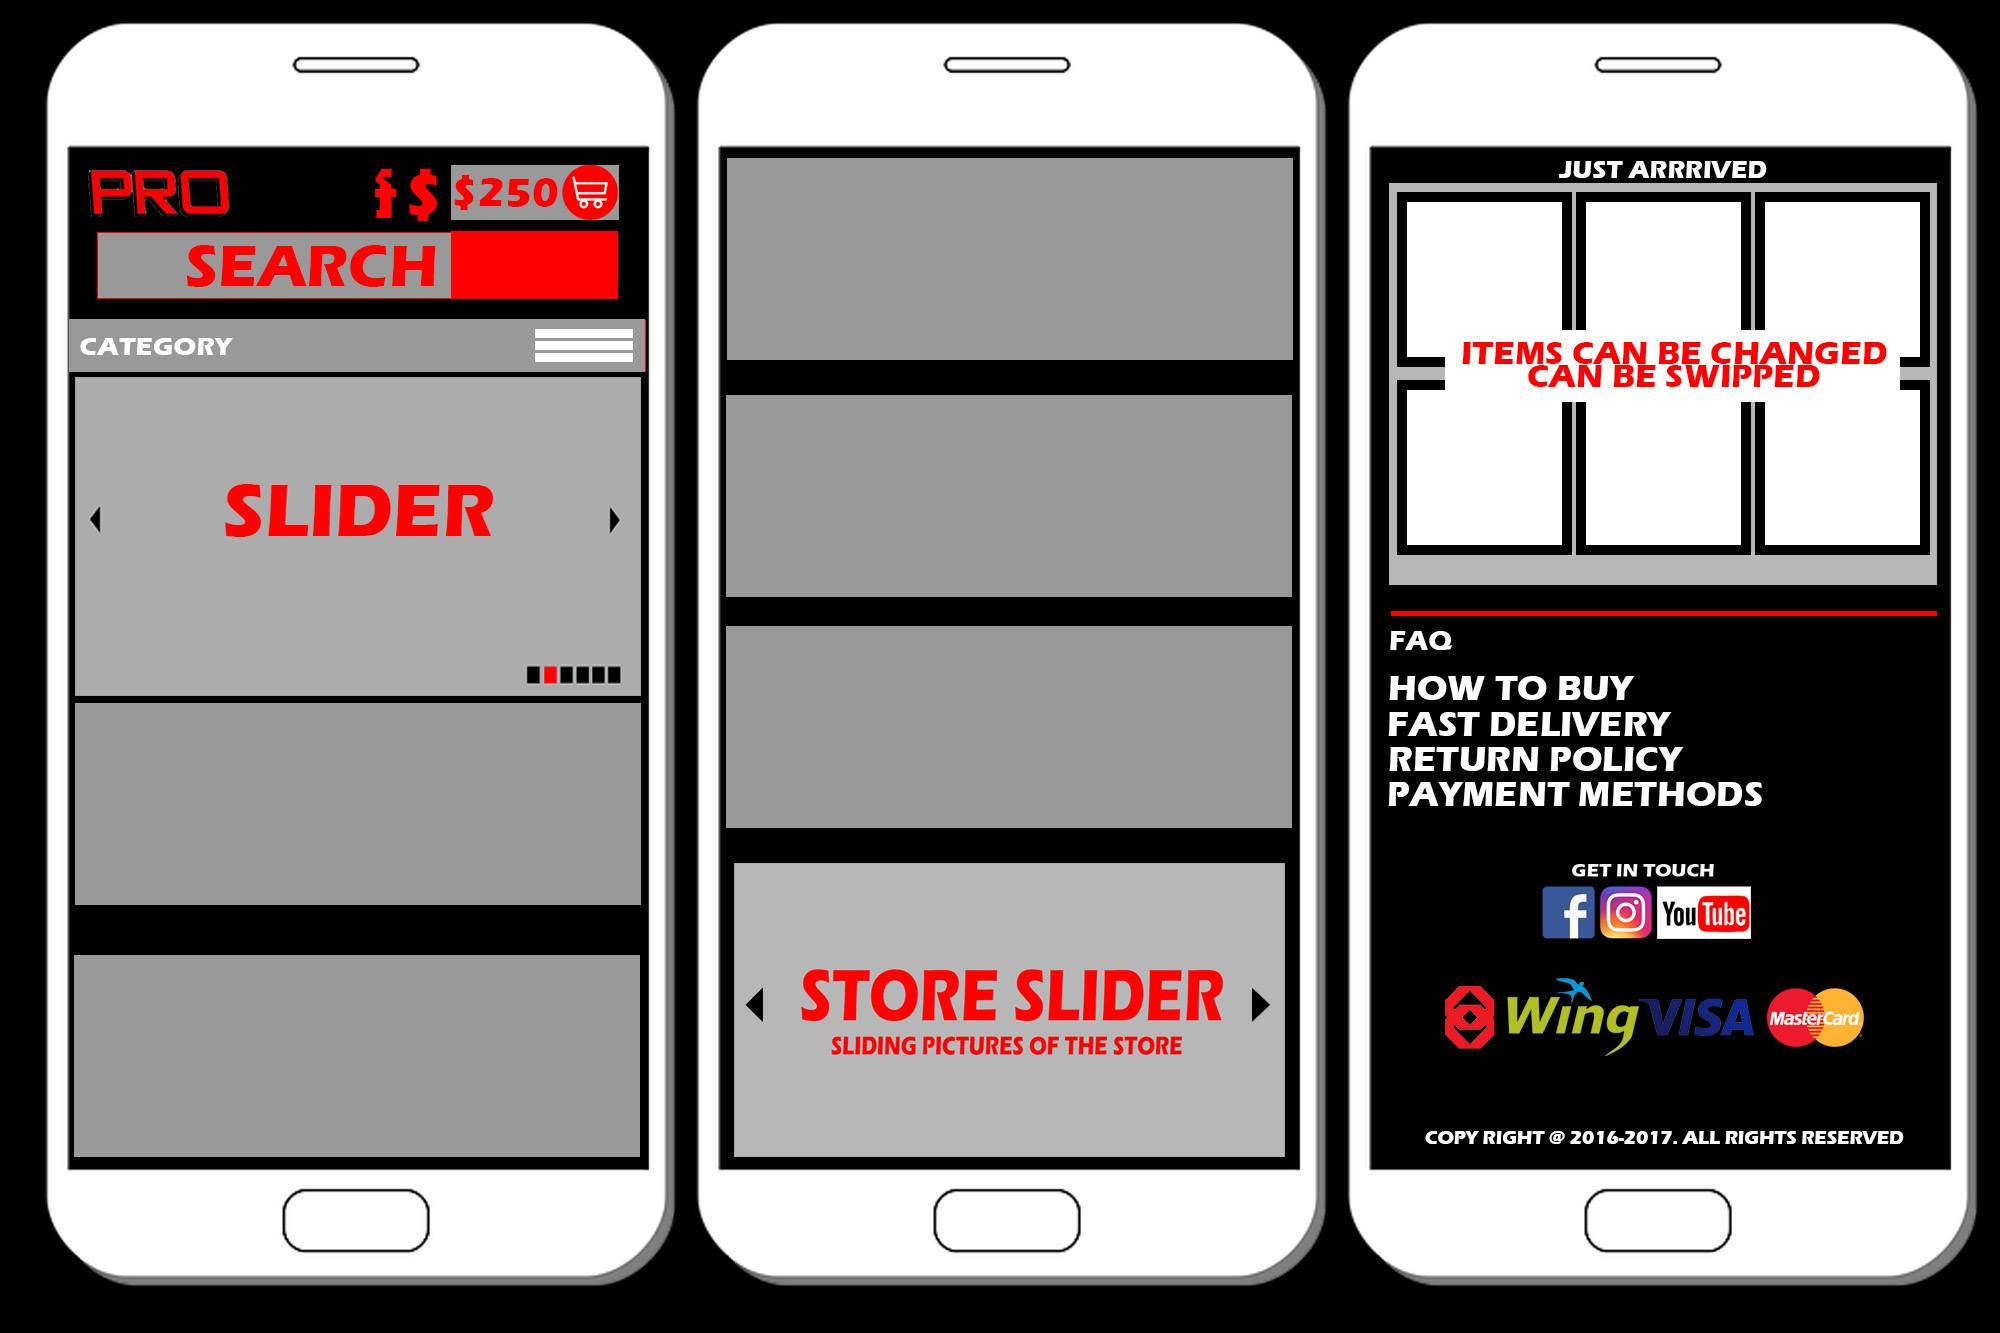 PRO
៛ $ $250
SEARCH
CATEGORY
SLIDER
STORE SLIDER
SLIDING PICTURES OF THE STORE
JUST ARRRIVED
ITEMS CAN BE CHANGED
CAN BE SWIPPED
FAQ
HOW TO BUY
FAST DELIVERY
RETURN POLICY
PAYMENT METHODS
GET IN TOUCH
f YouTube
Wing VISA MasterCard
COPY RIGHT @ 2016-2017. ALL RIGHTS RESERVED